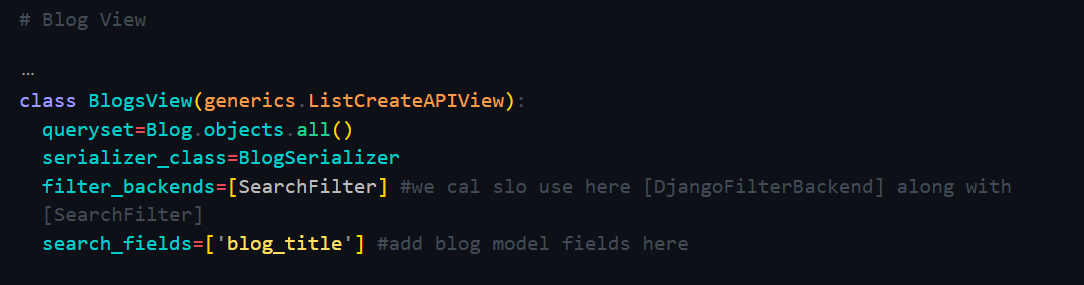 # Blog View
...
class BlogsView(generics.ListCreateAPIView):
queryset=Blog.objects.all()
serializer_class=BlogSerializer
filter_backends=[SearchFilter] #we cal slo use here [DjangoFilterBackend] along with
[SearchFilter]
search_fields=['blog_title'] #add blog model fields here